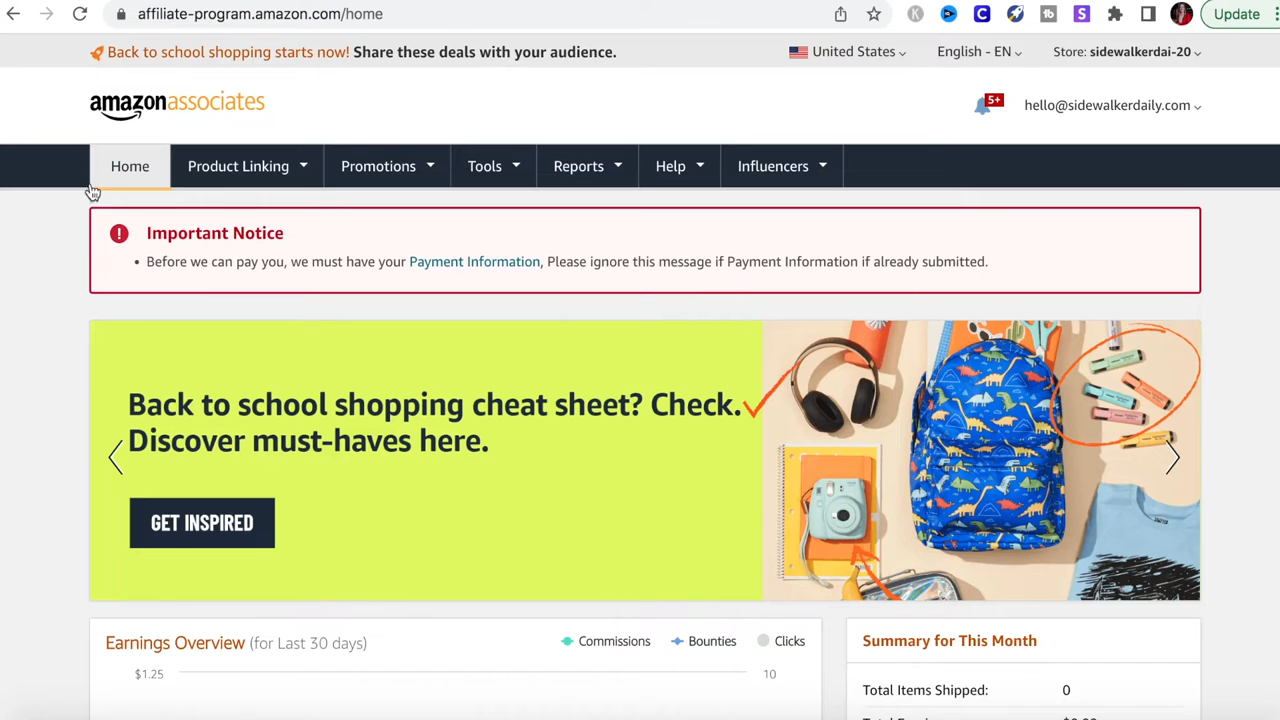 affiliate-program.amazon.com/home
Update
Back to school shopping starts now! Share these deals with your audience.
United States
English - EN
Store: sidewalkerdai-20
amazonassociates
5+
hello@sidewalkerdaily.com
Home
Product Linking
Promotions
Tools
Reports
Help
Influencers
Important Notice
• Before we can pay you, we must have your Payment Information, Please ignore this message if Payment Information if already submitted.
Back to school shopping cheat sheet? Check.
Discover must-haves here.
GET INSPIRED
Earnings Overview (for Last 30 days)
Commissions
Bounties
Clicks
$1.25
10
Summary for This Month
Total Items Shipped: 0